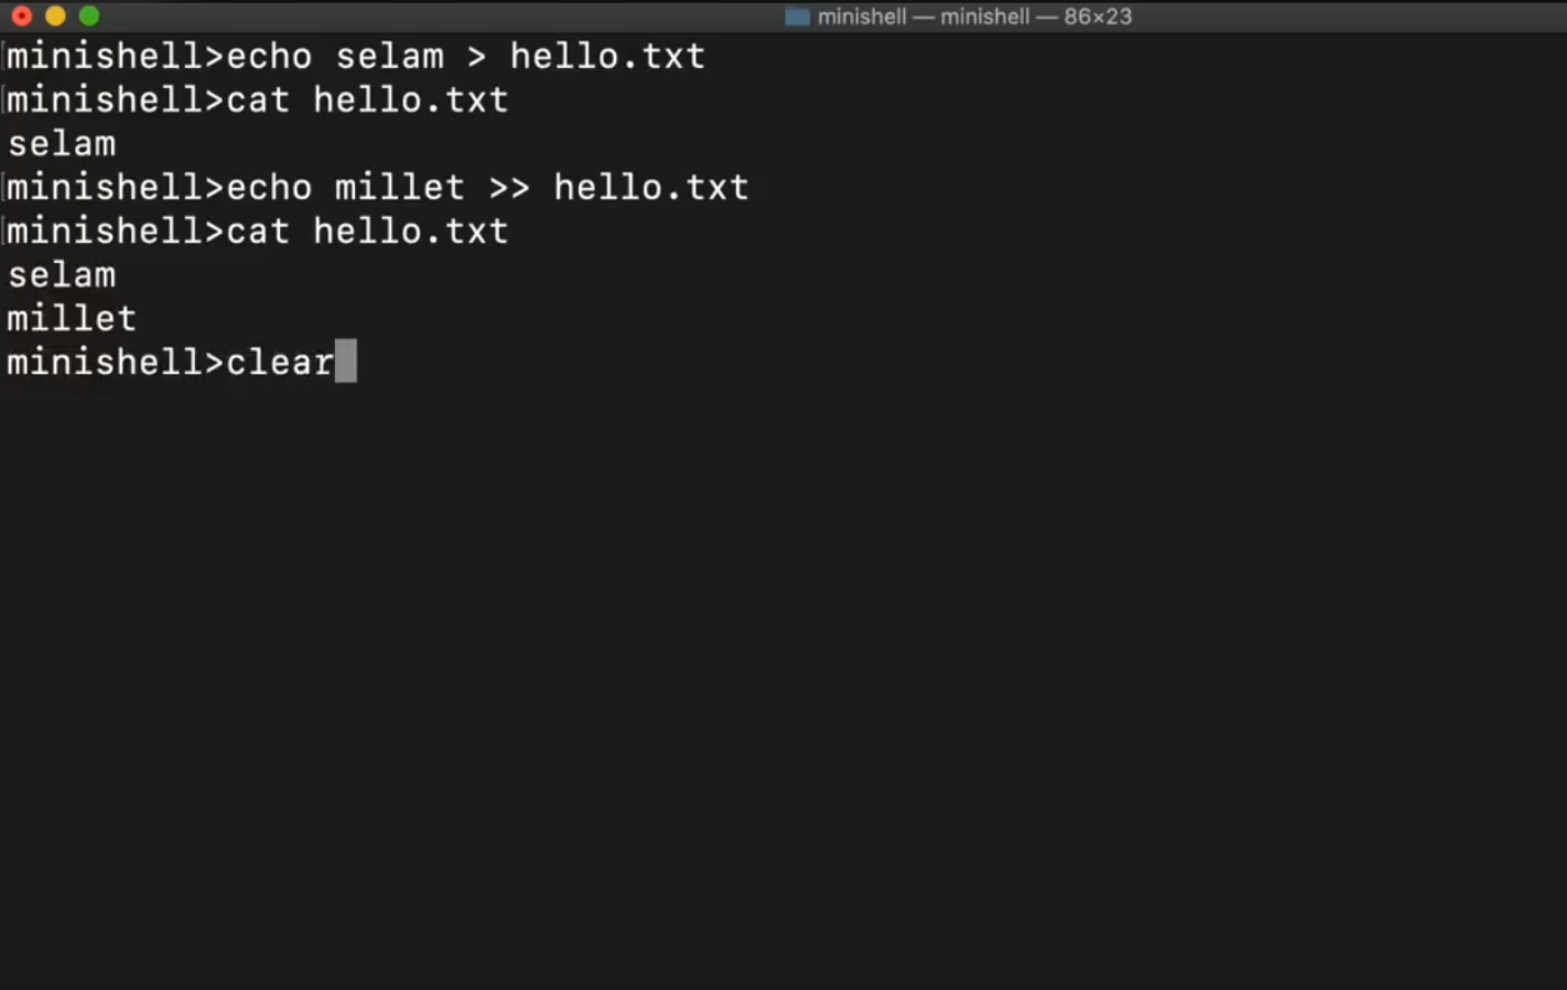 minishell — minishell — 86×23
minishell>echo selam > hello.txt
minishell>cat hello.txt
selam
minishell>echo millet >> hello.txt
minishell>cat hello.txt
selam
millet
minishell>clear